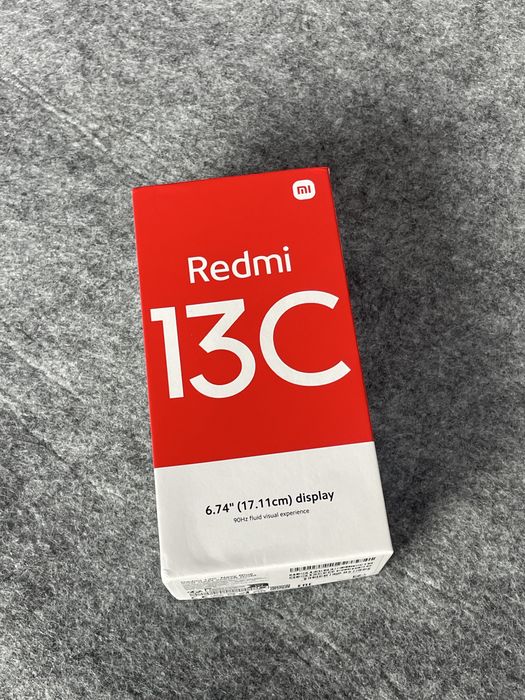 mi
Redmi
13C
6.74" (17.11cm) display
90Hz fluid visual experience